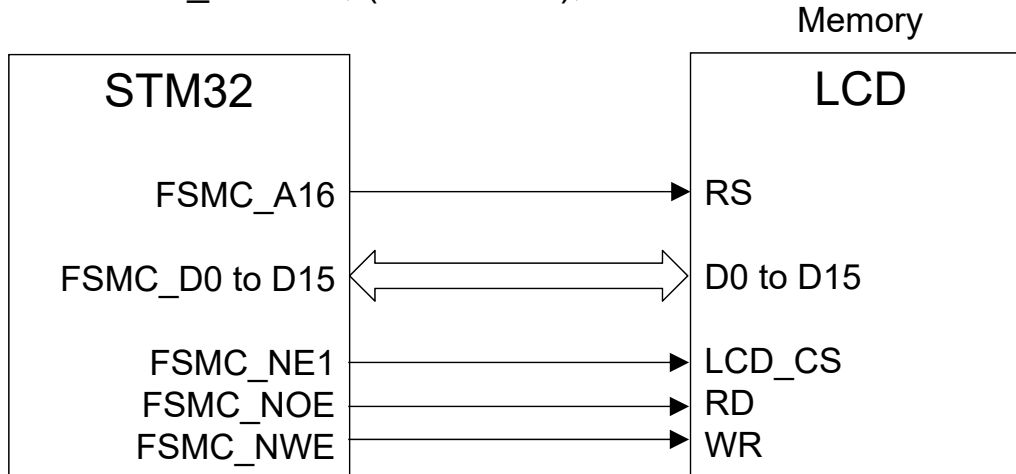 Memory
STM32
LCD
FSMC_A16
RS
FSMC_D0 to D15
D0 to D15
FSMC_NE1
LCD_CS
FSMC_NOE
RD
FSMC_NWE
WR